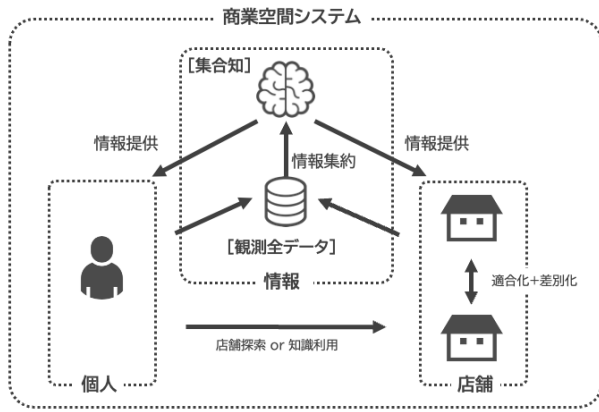 商業空間システム
[集合知]
情報提供
情報提供
情報集約
[観測全データ]
情報
適合化+差別化
店舗探索 or 知識利用
個人
店舗